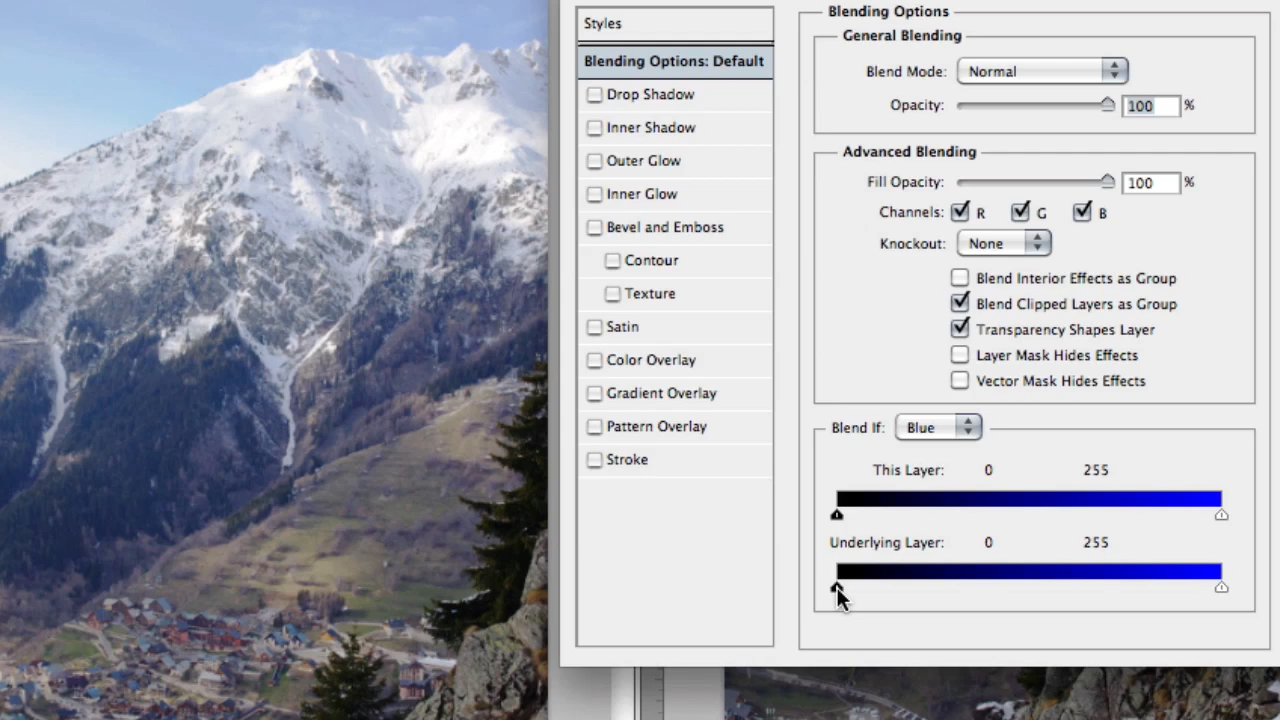 Styles
Blending Options: Default
Drop Shadow
Inner Shadow
Outer Glow
Inner Glow
Bevel and Emboss
Contour
Texture
Satin
Color Overlay
Gradient Overlay
Pattern Overlay
Stroke
Blending Options
General Blending
Blend Mode: Normal
Opacity: 100 %
Advanced Blending
Fill Opacity: 100 %
Channels: R G B
Knockout: None
Blend Interior Effects as Group
Blend Clipped Layers as Group
Transparency Shapes Layer
Layer Mask Hides Effects
Vector Mask Hides Effects
Blend If: Blue
This Layer: 0 255
Underlying Layer: 0 255